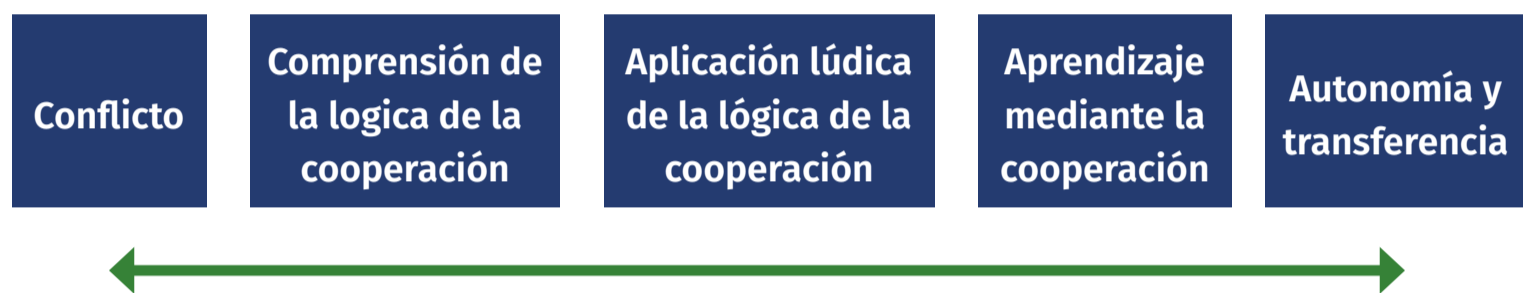 Conflicto
Comprensión de
la logica de la
cooperación
Aplicación lúdica
de la lógica de la
cooperación
Aprendizaje
mediante la
cooperación
Autonomía y
transferencia